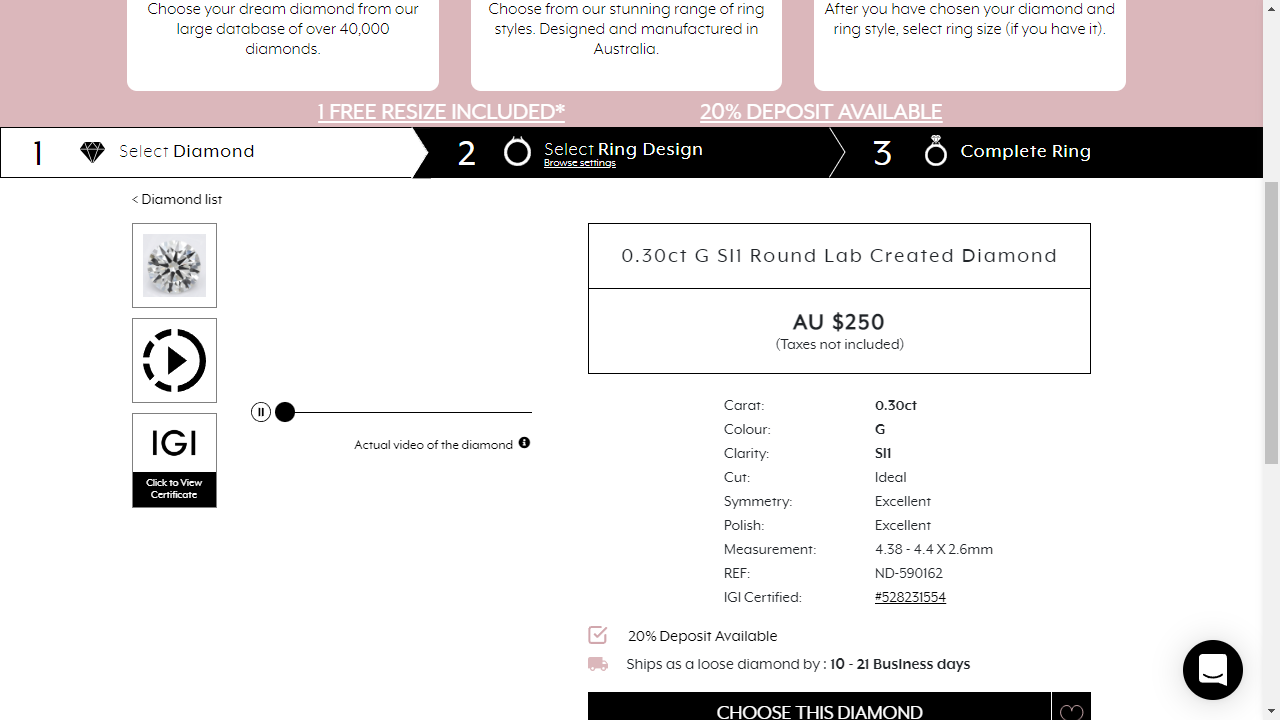 Choose your dream diamond from our
large database of over 40,000
diamonds.
Choose from our stunning range of ring
styles. Designed and manufactured in
Australia.
After you have chosen your diamond and
ring style, select ring size (if you have it).
1 FREE RESIZE INCLUDED*
20% DEPOSIT AVAILABLE
1 Select Diamond
2 Select Ring Design
Browse settings
3 Complete Ring
< Diamond list
IGI
Click to View
Certificate
Actual video of the diamond
0.30ct G SI1 Round Lab Created Diamond
AU $250
(Taxes not included)
Carat: 0.30ct
Colour: G
Clarity: SI1
Cut: Ideal
Symmetry: Excellent
Polish: Excellent
Measurement: 4.38 - 4.4 X 2.6mm
REF: ND-590162
IGI Certified: #528231554
20% Deposit Available
Ships as a loose diamond by : 10 - 21 Business days
CHOOSE THIS DIAMOND